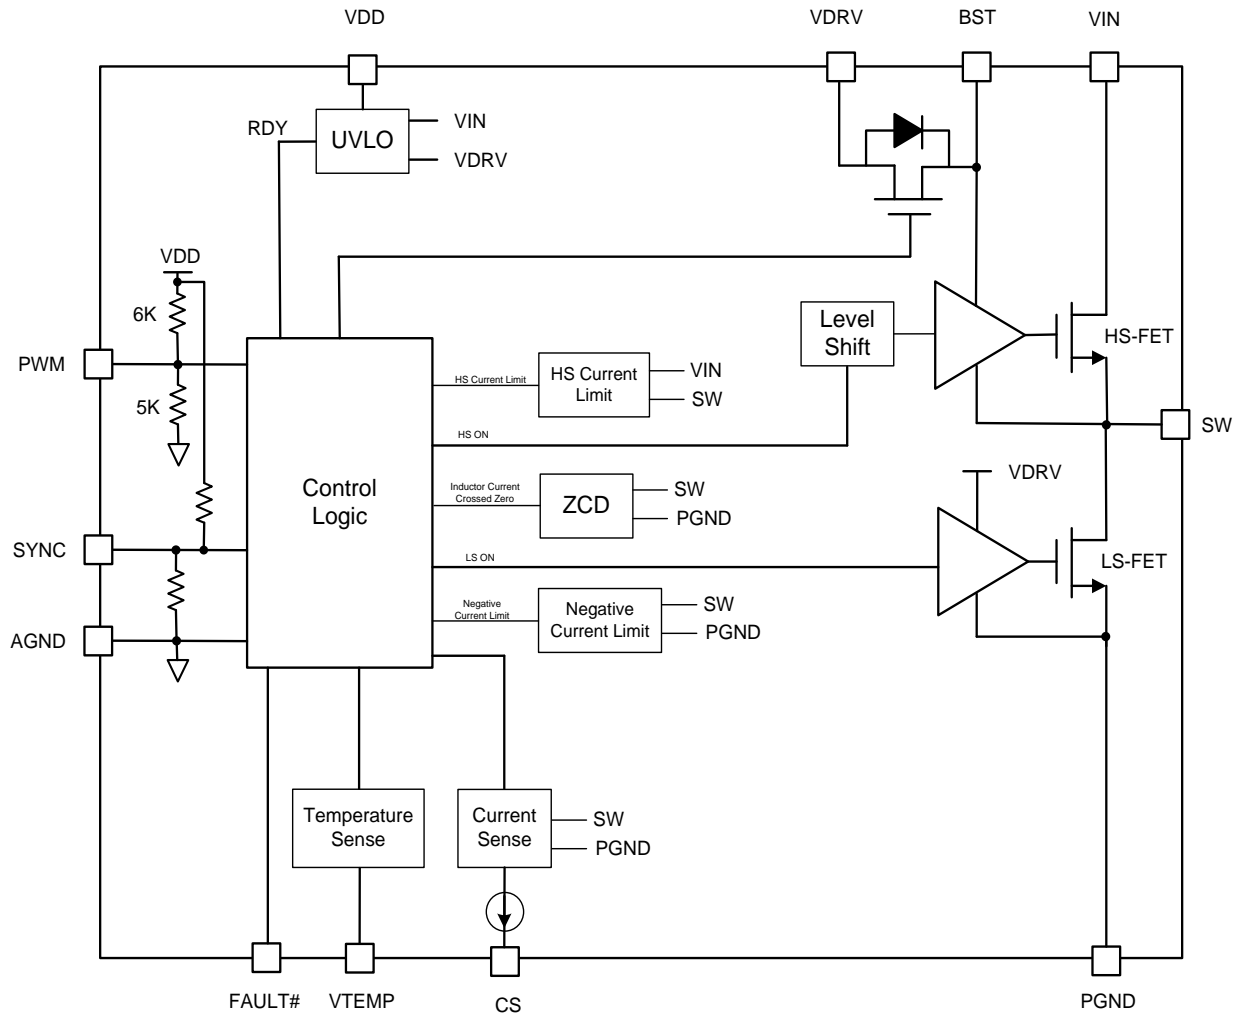 VDD
VDRV
BST
VIN
RDY
UVLO
VIN
VDRV
VDD
6K
PWM
5K
Level
Shift
HS-FET
HS Current Limit
HS Current
Limit
VIN
SW
HS ON
SW
Control
Logic
Inductor Current
Crossed Zero
ZCD
SW
PGND
VDRV
SYNC
LS ON
LS-FET
AGND
Negative
Current Limit
Negative
Current Limit
SW
PGND
Temperature
Sense
Current
Sense
SW
PGND
FAULT#
VTEMP
CS
PGND